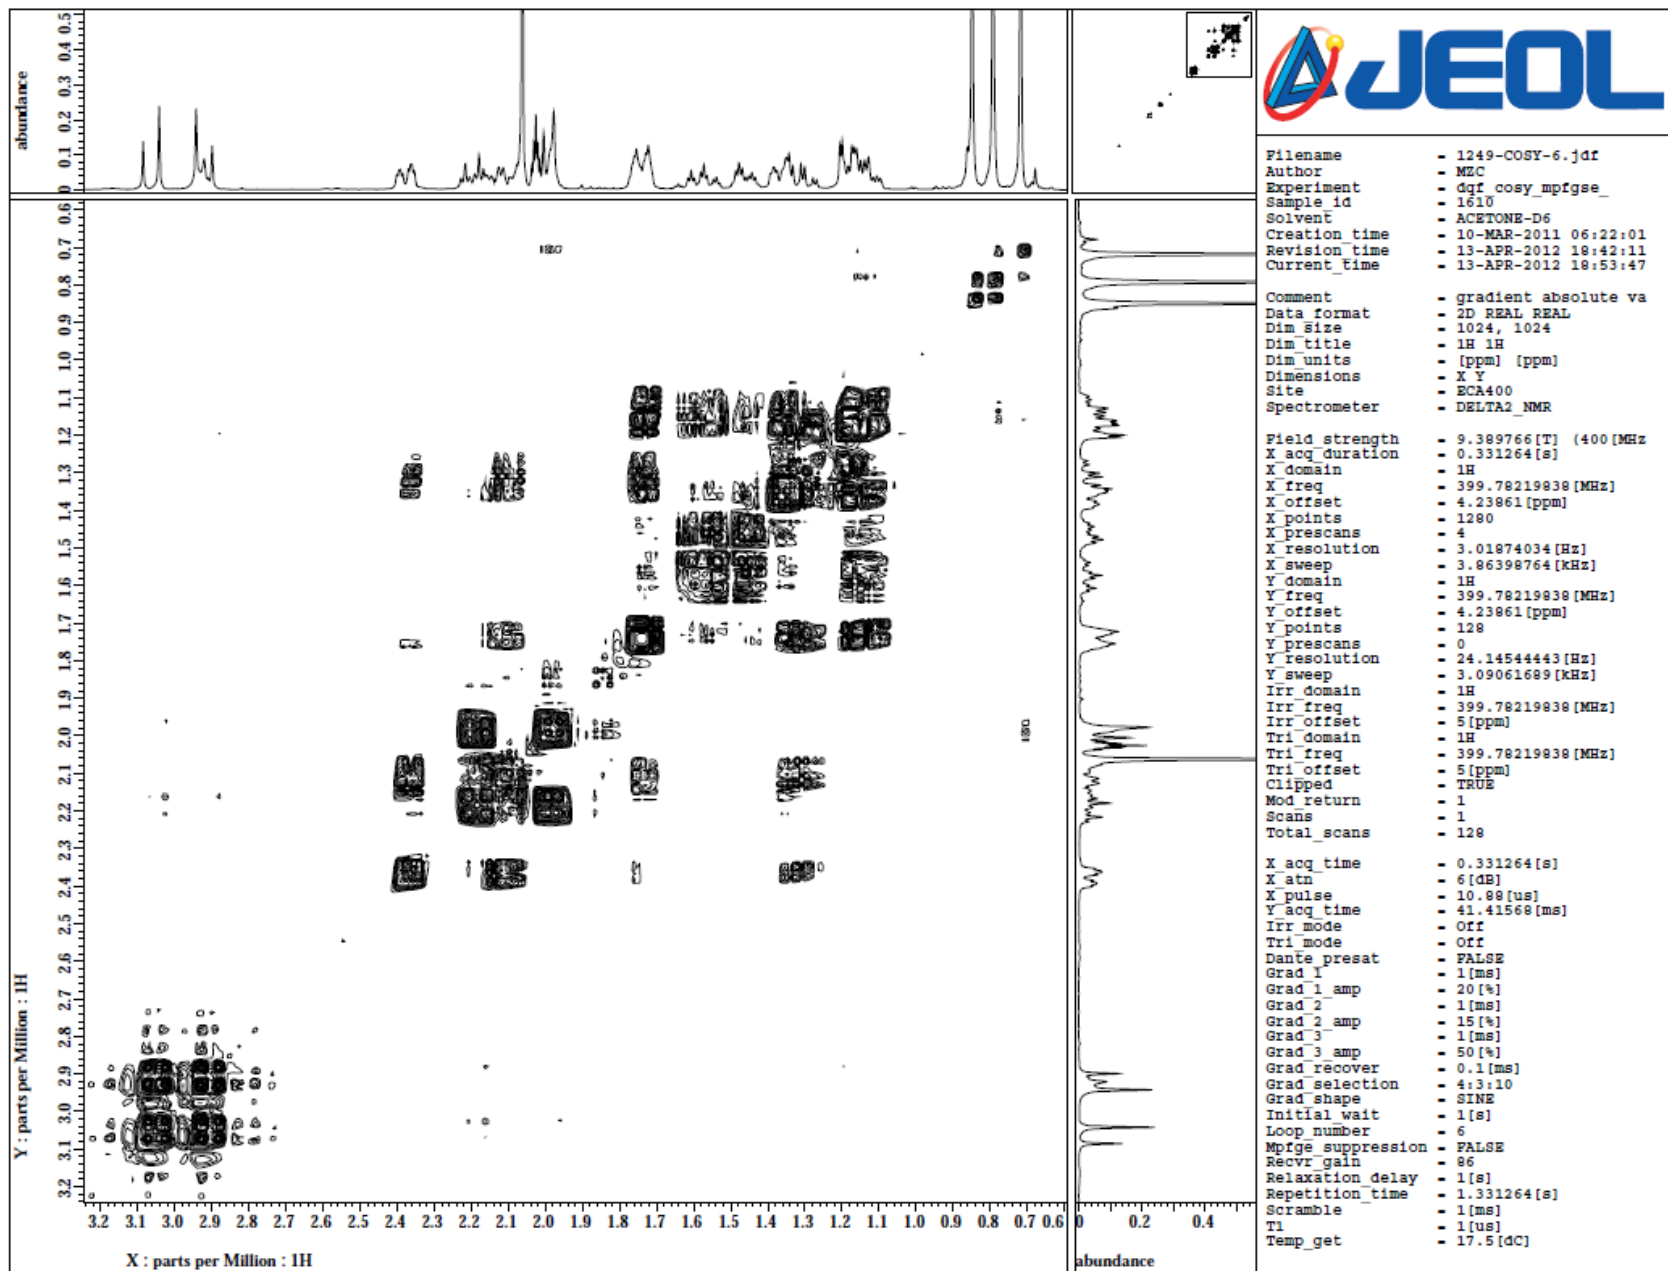 JEOL
abundance
0.5
0.4
0.3
0.2
0.1
0
Filename - 1249-COSY-6.jdf
Author - MZC
Experiment - dqf_cosy_mpfgse_
Sample_id - 1610
Solvent - ACETONE-D6
Creation_time - 10-MAR-2011 06:22:01
Revision_time - 13-APR-2012 18:42:11
Current_time - 13-APR-2012 18:53:47
Comment - gradient absolute va
Data_format - 2D REAL REAL
Dim_size - 1024, 1024
Dim_title - 1H 1H
Dim_units - [ppm] [ppm]
Dimensions - X Y
Site - ECA400
Spectrometer - DELTA2_NMR
Field_strength - 9.389766[T] (400[MHz
X_acq_duration - 0.331264[s]
X_domain - 1H
X_freq - 399.78219838[MHz]
X_offset - 4.23861[ppm]
X_points - 1280
X_prescans - 4
X_resolution - 3.01874034[Hz]
X_sweep - 3.86398764[kHz]
Y_domain - 1H
Y_freq - 399.78219838[MHz]
Y_offset - 4.23861[ppm]
Y_points - 128
Y_prescans - 0
Y_resolution - 24.14544443[Hz]
Y_sweep - 3.09061689[kHz]
Irr_domain - 1H
Irr_freq - 399.78219838[MHz]
Irr_offset - 5[ppm]
Tri_domain - 1H
Tri_freq - 399.78219838[MHz]
Tri_offset - 5[ppm]
Clipped - TRUE
Mod_return - 1
Scans - 1
Total_scans - 128
X_acq_time - 0.331264[s]
X_atn - 6[dB]
X_pulse - 10.88[us]
Y_acq_time - 41.41568[ms]
Irr_mode - Off
Tri_mode - Off
Dante_presat - FALSE
Grad_1 - 1[ms]
Grad_1_amp - 20[%]
Grad_2 - 1[ms]
Grad_2_amp - 15[%]
Grad_3 - 1[ms]
Grad_3_amp - 50[%]
Grad_recover - 0.1[ms]
Grad_selection - 4:3:10
Grad_shape - SINE
Initial_wait - 1[s]
Loop_number - 6
Mpfge_suppression - FALSE
Recvr_gain - 86
Relaxation_delay - 1[s]
Repetition_time - 1.331264[s]
Scramble - 1[ms]
T1 - 1[us]
Temp_get - 17.5[dC]
Y : parts per Million : 1H
0.6
0.7
0.8
0.9
1.0
1.1
1.2
1.3
1.4
1.5
1.6
1.7
1.8
1.9
2.0
2.1
2.2
2.3
2.4
2.5
2.6
2.7
2.8
2.9
3.0
3.1
3.2
3.2 3.1 3.0 2.9 2.8 2.7 2.6 2.5 2.4 2.3 2.2 2.1 2.0 1.9 1.8 1.7 1.6 1.5 1.4 1.3 1.2 1.1 1.0 0.9 0.8 0.7 0.6
0 0.2 0.4
X : parts per Million : 1H
abundance